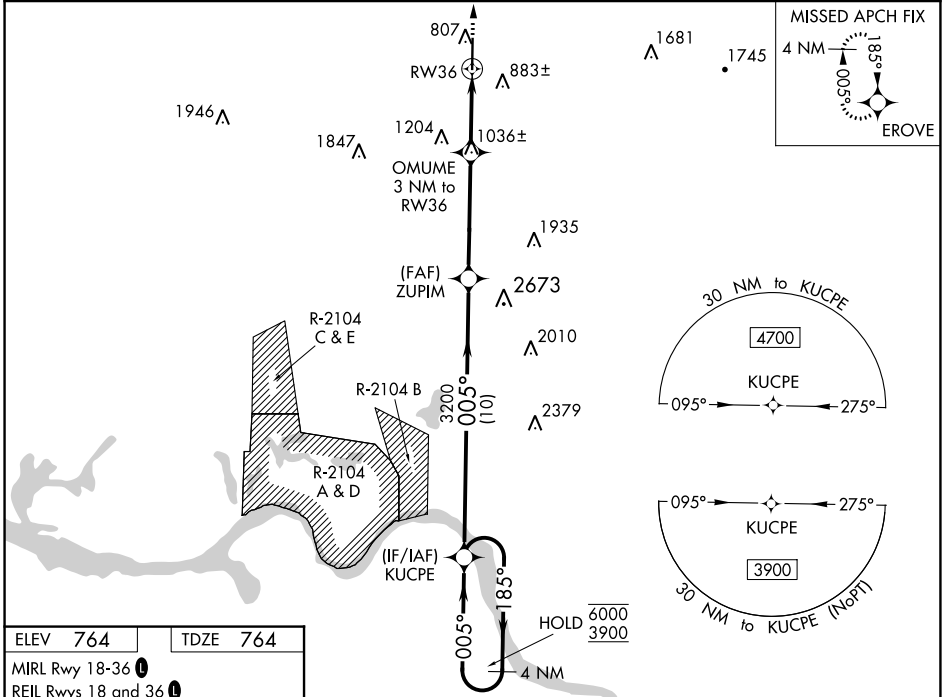 MISSED APCH FIX
4 NM
185°
005°
EROVE
807
1681
1745
RW36
883±
1946
1847
1204
1036±
OMUME
3 NM to
RW36
1935
(FAF)
ZUPIM
2673
R-2104
C & E
2010
R-2104 B
3200
005°
(10)
2379
R-2104
A & D
(IF/IAF)
KUCPE
185°
005°
HOLD
6000
3900
4 NM
30 NM to KUCPE
4700
KUCPE
095°
275°
095°
275°
KUCPE
3900
30 NM to KUCPE (NoPT)
ELEV 764
TDZE 764
MIRL Rwy 18-36 L
REIL Rwys 18 and 36 L